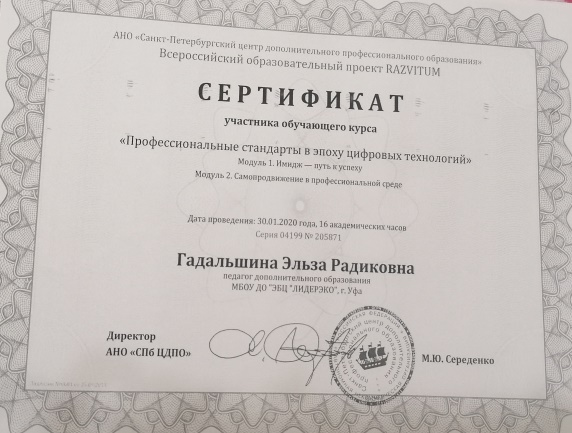 АНО «Санкт-Петербургский центр дополнительного профессионального образования»
Всероссийский образовательный проект RAZVITUM
СЕРТИФИКАТ
участника обучающего курса
«Профессиональные стандарты в эпоху цифровых технологий»
Модуль 1. Имидж — путь к успеху
Модуль 2. Самопродвижение в профессиональной среде
Дата проведения: 30.01.2020 года, 16 академических часов
Серия 04199 № 205871
Гадальшина Эльза Радиковна
педагог дополнительного образования
МБОУ ДО "ЭБЦ "ЛИДЕРЭКО", г. Уфа
Директор
АНО «СПб ЦДПО»
М.Ю. Середенко